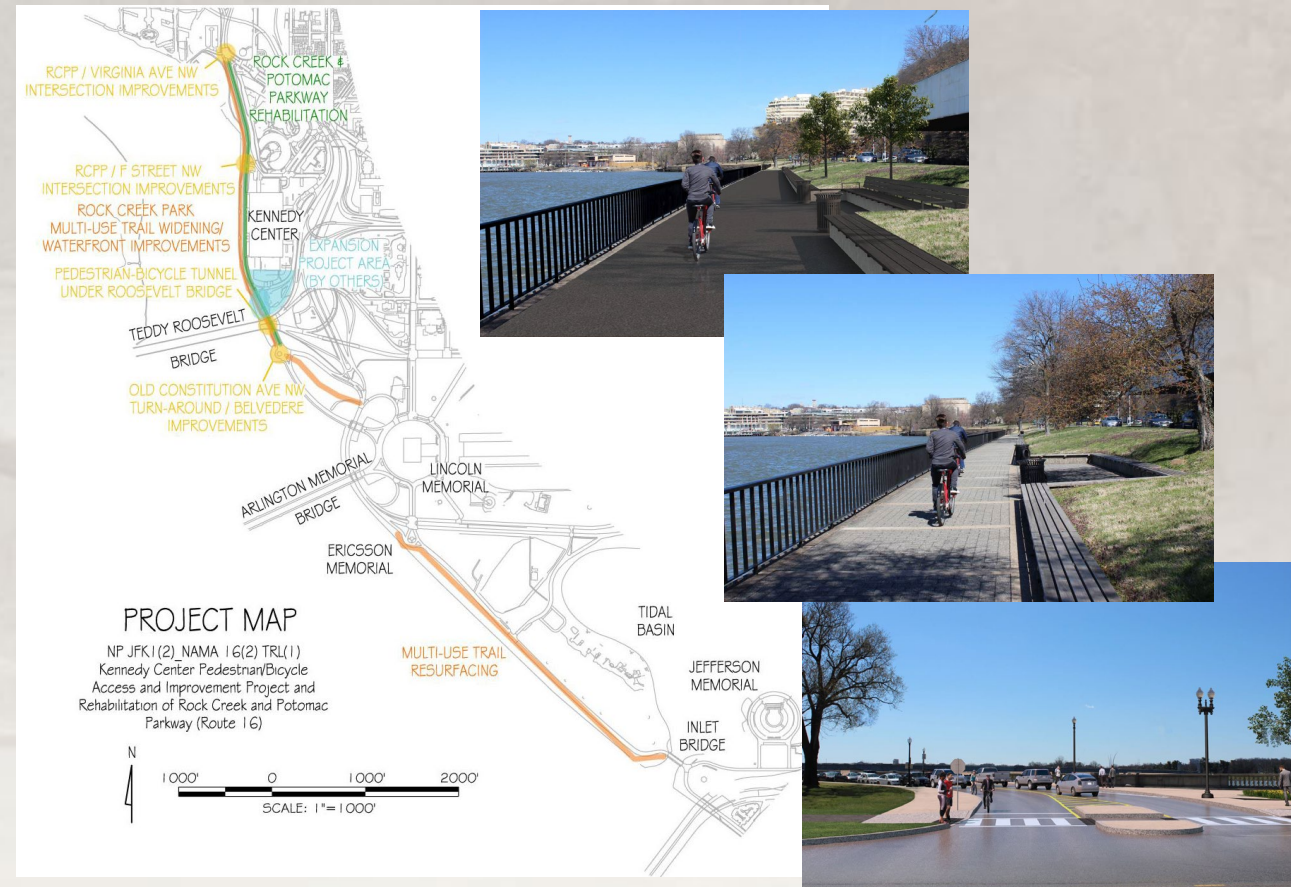 RCPP / VIRGINIA AVE NW
INTERSECTION IMPROVEMENTS
ROCK CREEK &
POTOMAC
PARKWAY
REHABILITATION
RCPP / F STREET NW
INTERSECTION IMPROVEMENTS
ROCK CREEK PARK
MULTI-USE TRAIL WIDENING/
WATERFRONT IMPROVEMENTS
KENNEDY
CENTER
EXPANSION
PROJECT AREA
(BY OTHERS)
PEDESTRIAN-BICYCLE TUNNEL
UNDER ROOSEVELT BRIDGE
TEDDY ROOSEVELT
BRIDGE
OLD CONSTITUTION AVE NW
TURN-AROUND / BELVEDERE
IMPROVEMENTS
ARLINGTON MEMORIAL
BRIDGE
LINCOLN
MEMORIAL
ERICSSON
MEMORIAL
TIDAL
BASIN
MULTI-USE TRAIL
RESURFACING
JEFFERSON
MEMORIAL
INLET
BRIDGE
PROJECT MAP
NP JFK1(2)_NAMA 16(2) TRL(1)
Kennedy Center Pedestrian/Bicycle
Access and Improvement Project and
Rehabilitation of Rock Creek and Potomac
Parkway (Route 16)
N
1000' 0 1000' 2000'
SCALE: 1"=1000'